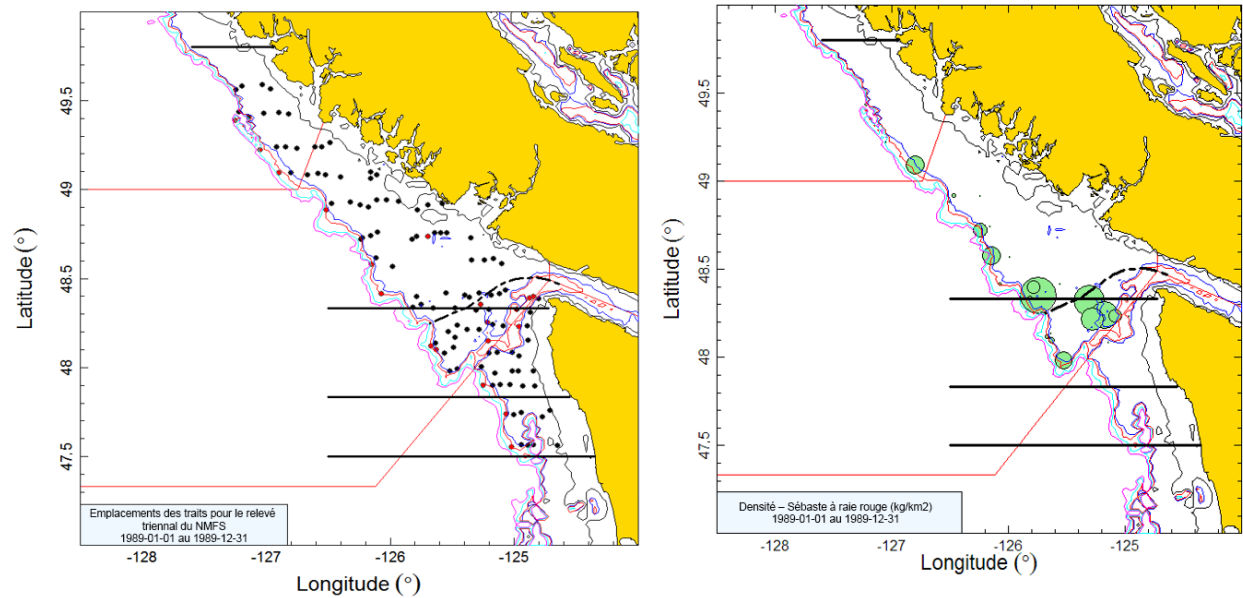 49.5
49
48.5
48
47.5
Latitude (°)
Emplacements des traits pour le relevé
triennal du NMFS
1989-01-01 au 1989-12-31
-128 -127 -126 -125
Longitude (°)
49.5
49
48.5
48
47.5
Latitude (°)
Densité – Sébaste à raie rouge (kg/km2)
1989-01-01 au 1989-12-31
-128 -127 -126 -125
Longitude (°)